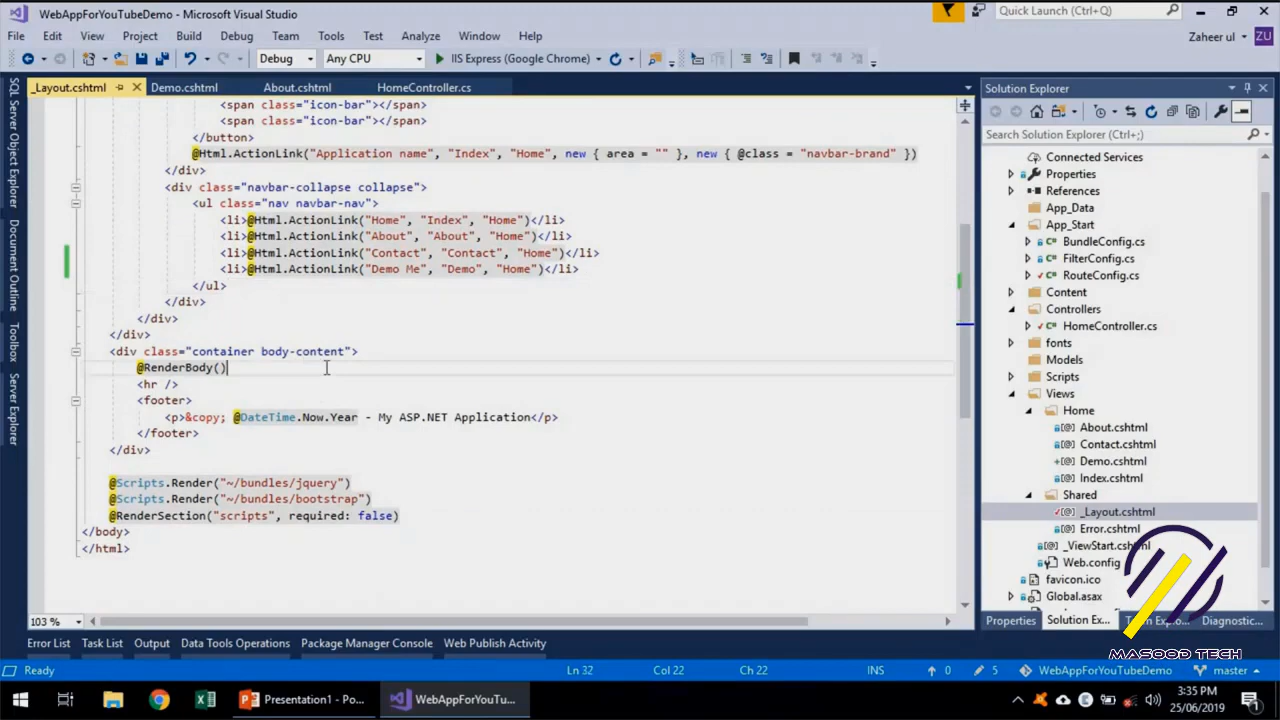 WebAppForYouTubeDemo - Microsoft Visual Studio
Quick Launch (Ctrl+Q)
File Edit View Project Build Debug Team Tools Test Analyze Window Help
Zaheer ul ZU
Debug Any CPU IIS Express (Google Chrome)
_Layout.cshtml Demo.cshtml About.cshtml HomeController.cs
SQL Server Object Explorer
Document Outline
Toolbox
Server Explorer
<span class="icon-bar"></span>
<span class="icon-bar"></span>
</button>
@Html.ActionLink("Application name", "Index", "Home", new { area = "" }, new { @class = "navbar-brand" })
</div>
<div class="navbar-collapse collapse">
<ul class="nav navbar-nav">
<li>@Html.ActionLink("Home", "Index", "Home")</li>
<li>@Html.ActionLink("About", "About", "Home")</li>
<li>@Html.ActionLink("Contact", "Contact", "Home")</li>
<li>@Html.ActionLink("Demo Me", "Demo", "Home")</li>
</ul>
</div>
</div>
</div>
<div class="container body-content">
@RenderBody()
<hr />
<footer>
<p>&copy; @DateTime.Now.Year - My ASP.NET Application</p>
</footer>
</div>
@Scripts.Render("~/bundles/jquery")
@Scripts.Render("~/bundles/bootstrap")
@RenderSection("scripts", required: false)
</body>
</html>
103 %
Solution Explorer
Search Solution Explorer (Ctrl+;)
Connected Services
Properties
References
App_Data
App_Start
BundleConfig.cs
FilterConfig.cs
RouteConfig.cs
Content
Controllers
HomeController.cs
fonts
Models
Scripts
Views
Home
About.cshtml
Contact.cshtml
Demo.cshtml
Index.cshtml
Shared
_Layout.cshtml
Error.cshtml
_ViewStart.cshtml
Web.config
favicon.ico
Global.asax
Properties Solution Ex... Diagnostic...
MASOOD TECH
Error List Task List Output Data Tools Operations Package Manager Console Web Publish Activity
Ready Ln 32 Col 22 Ch 22 INS 0 5 WebAppForYouTubeDemo master
Presentation1 - Po... WebAppForYouTu...
3:35 PM
25/06/2019